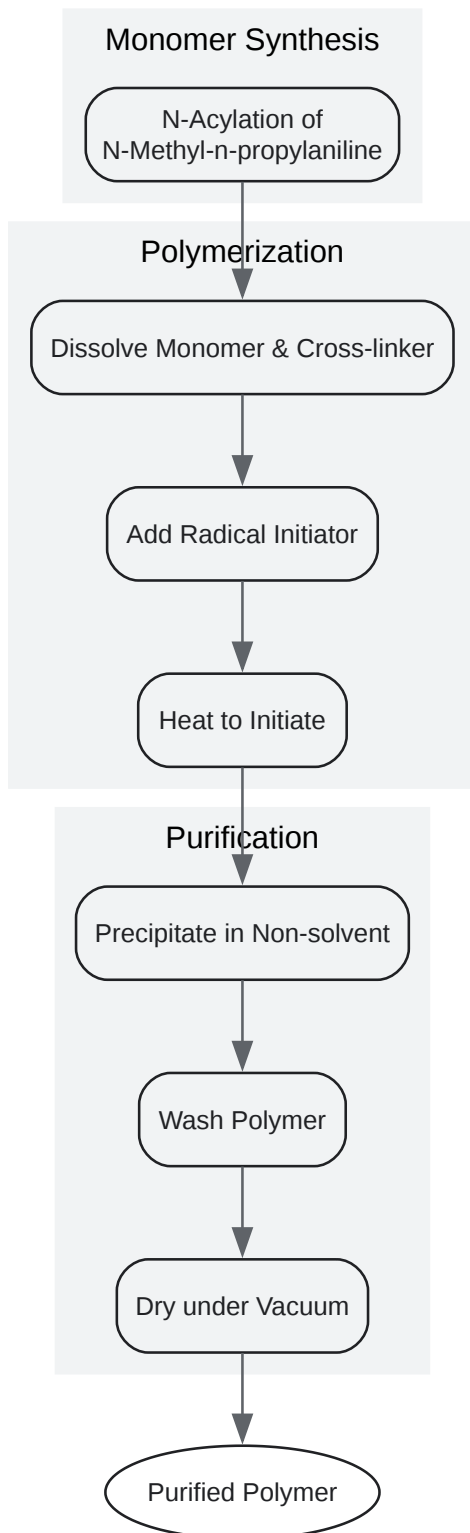 Monomer Synthesis
N-Acylation of
N-Methyl-n-propylaniline
Polymerization
Dissolve Monomer & Cross-linker
Add Radical Initiator
Heat to Initiate
Purification
Precipitate in Non-solvent
Wash Polymer
Dry under Vacuum
Purified Polymer